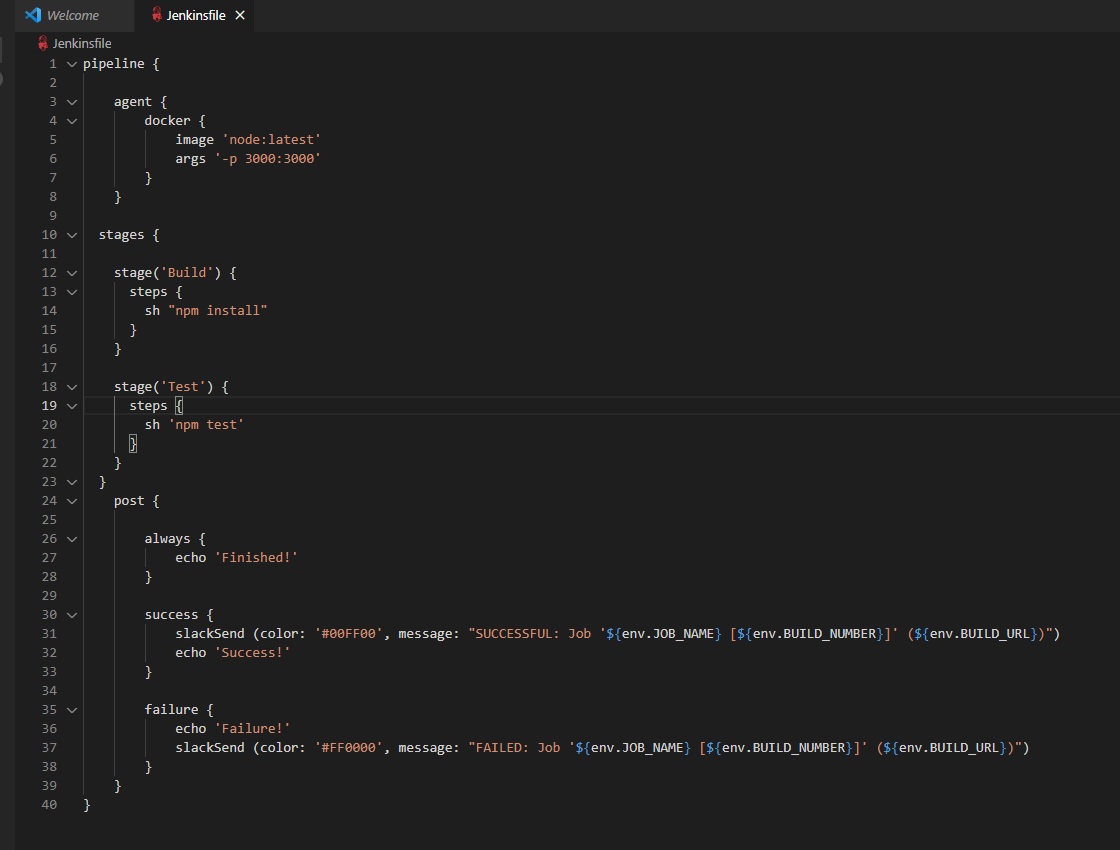 Welcome
Jenkinsfile
Jenkinsfile
1 pipeline {
2
3     agent {
4         docker {
5             image 'node:latest'
6             args '-p 3000:3000'
7         }
8     }
9
10   stages {
11
12     stage('Build') {
13       steps {
14         sh "npm install"
15       }
16     }
17
18     stage('Test') {
19       steps {
20         sh 'npm test'
21       }
22     }
23   }
24     post {
25
26         always {
27             echo 'Finished!'
28         }
29
30         success {
31             slackSend (color: '#00FF00', message: "SUCCESSFUL: Job '${env.JOB_NAME} [${env.BUILD_NUMBER}]' (${env.BUILD_URL})")
32             echo 'Success!'
33         }
34
35         failure {
36             echo 'Failure!'
37             slackSend (color: '#FF0000', message: "FAILED: Job '${env.JOB_NAME} [${env.BUILD_NUMBER}]' (${env.BUILD_URL})")
38         }
39     }
40 }